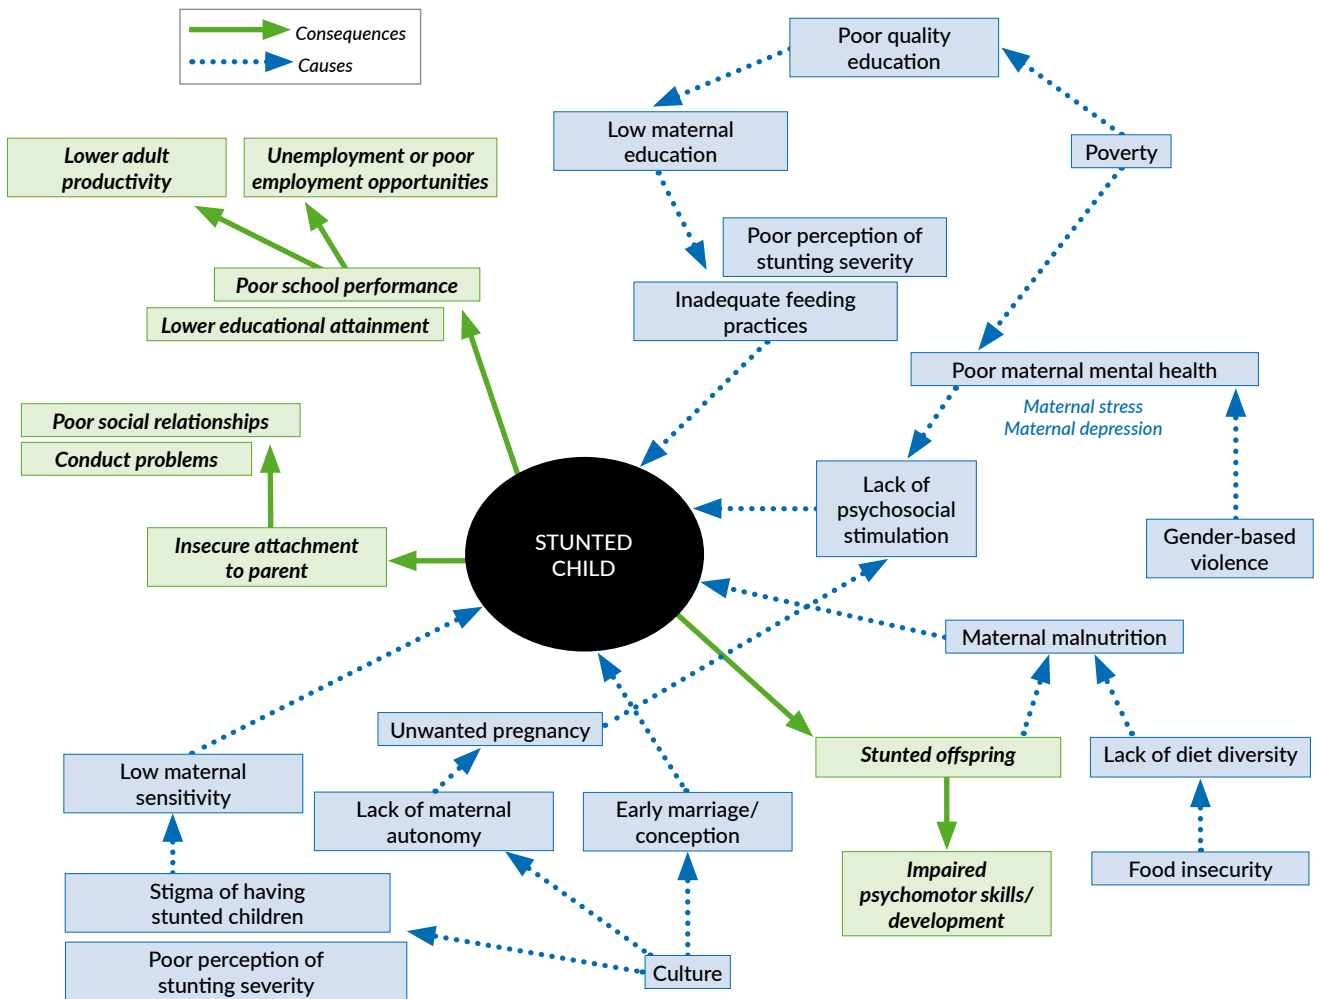 Consequences
Causes
Poor quality
education
Low maternal
education
Poverty
Lower adult
productivity
Unemployment or poor
employment opportunities
Poor perception of
stunting severity
Poor school performance
Inadequate feeding
practices
Lower educational attainment
Poor maternal mental health
Maternal stress
Maternal depression
Poor social relationships
Conduct problems
Lack of
psychosocial
stimulation
STUNTED
CHILD
Gender-based
violence
Insecure attachment
to parent
Maternal malnutrition
Unwanted pregnancy
Stunted offspring
Lack of diet diversity
Low maternal
sensitivity
Lack of maternal
autonomy
Early marriage/
conception
Impaired
psychomotor skills/
development
Food insecurity
Stigma of having
stunted children
Poor perception of
stunting severity
Culture